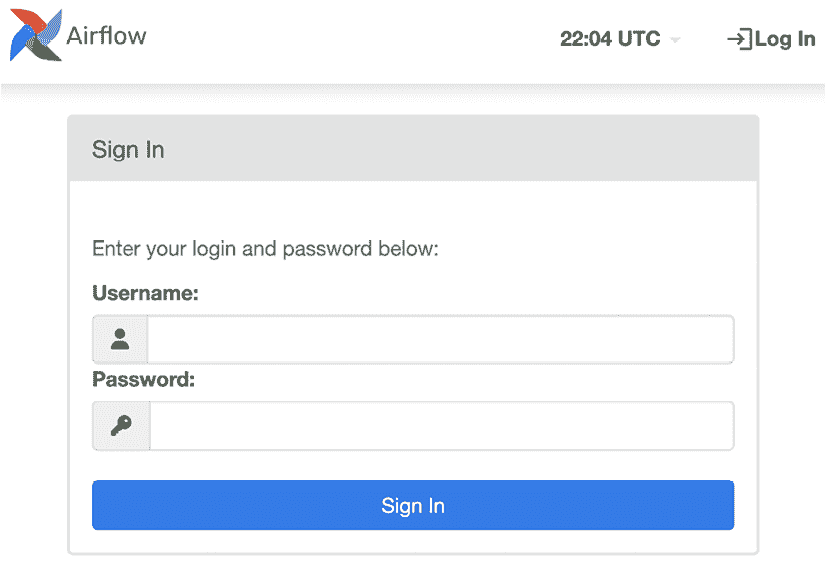 Airflow
22:04 UTC
Log In
Sign In
Enter your login and password below:
Username:
Password:
Sign In